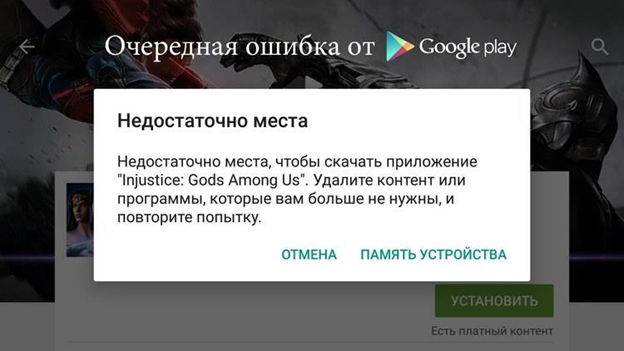 Очередная ошибка от Google play
Недостаточно места
Недостаточно места, чтобы скачать приложение
"Injustice: Gods Among Us". Удалите контент или
программы, которые вам больше не нужны, и
повторите попытку.
ОТМЕНА ПАМЯТЬ УСТРОЙСТВА
УСТАНОВИТЬ
Есть платный контент